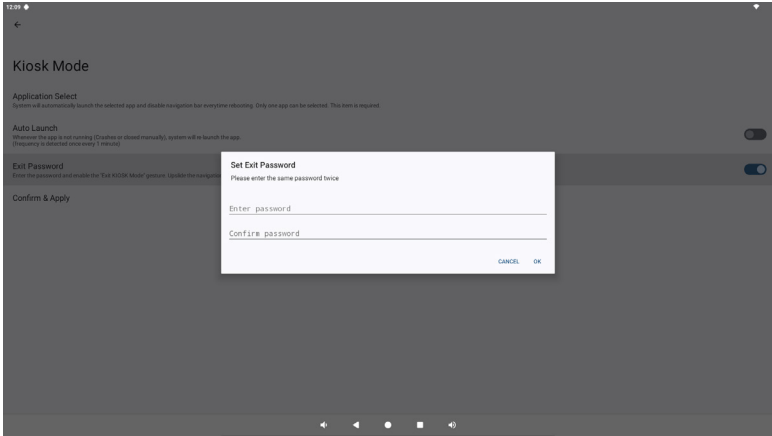 12:09
Kiosk Mode
Application Select
System will automatically launch the selected app and disable navigation bar everytime rebooting. Only one app can be selected. This item is required.
Auto Launch
Whenever the app is not running (Crashes or closed manually), system will re-launch the app.
(Frequency is detected once every 1 minute)
Exit Password
Enter the password and enable the "Exit KIOSK Mode" gesture. Upside the navigation
Confirm & Apply
Set Exit Password
Please enter the same password twice
Enter password
Confirm password
CANCEL OK